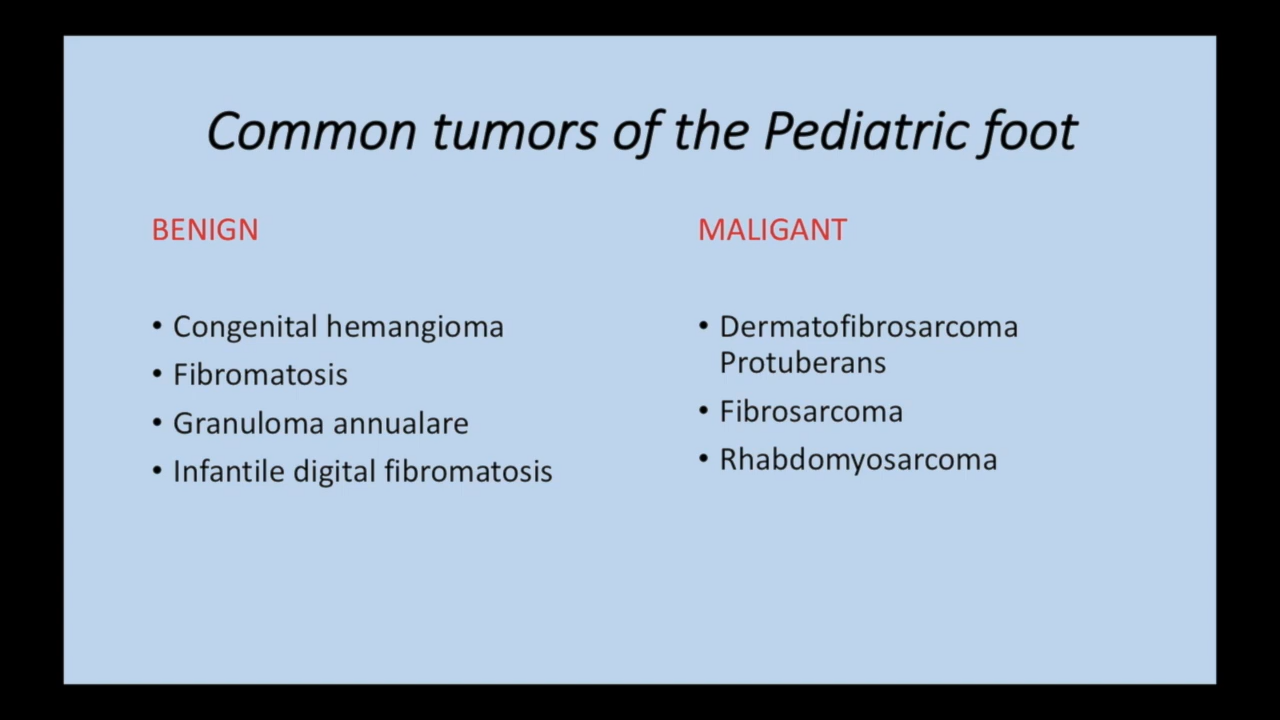 Common tumors of the Pediatric foot
BENIGN
• Congenital hemangioma
• Fibromatosis
• Granuloma annualare
• Infantile digital fibromatosis
MALIGANT
• Dermatofibrosarcoma
Protuberans
• Fibrosarcoma
• Rhabdomyosarcoma